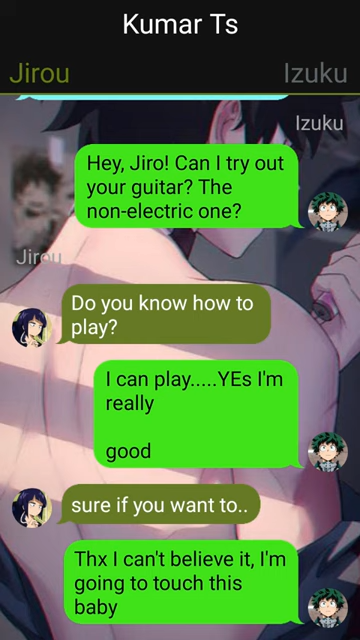 Kumar Ts
Jirou
Izuku
Izuku
Hey, Jiro! Can I try out
your guitar? The
non-electric one?
Jirou
Do you know how to
play?
I can play.....YEs I'm
really
good
sure if you want to..
Thx I can't believe it, I'm
going to touch this
baby